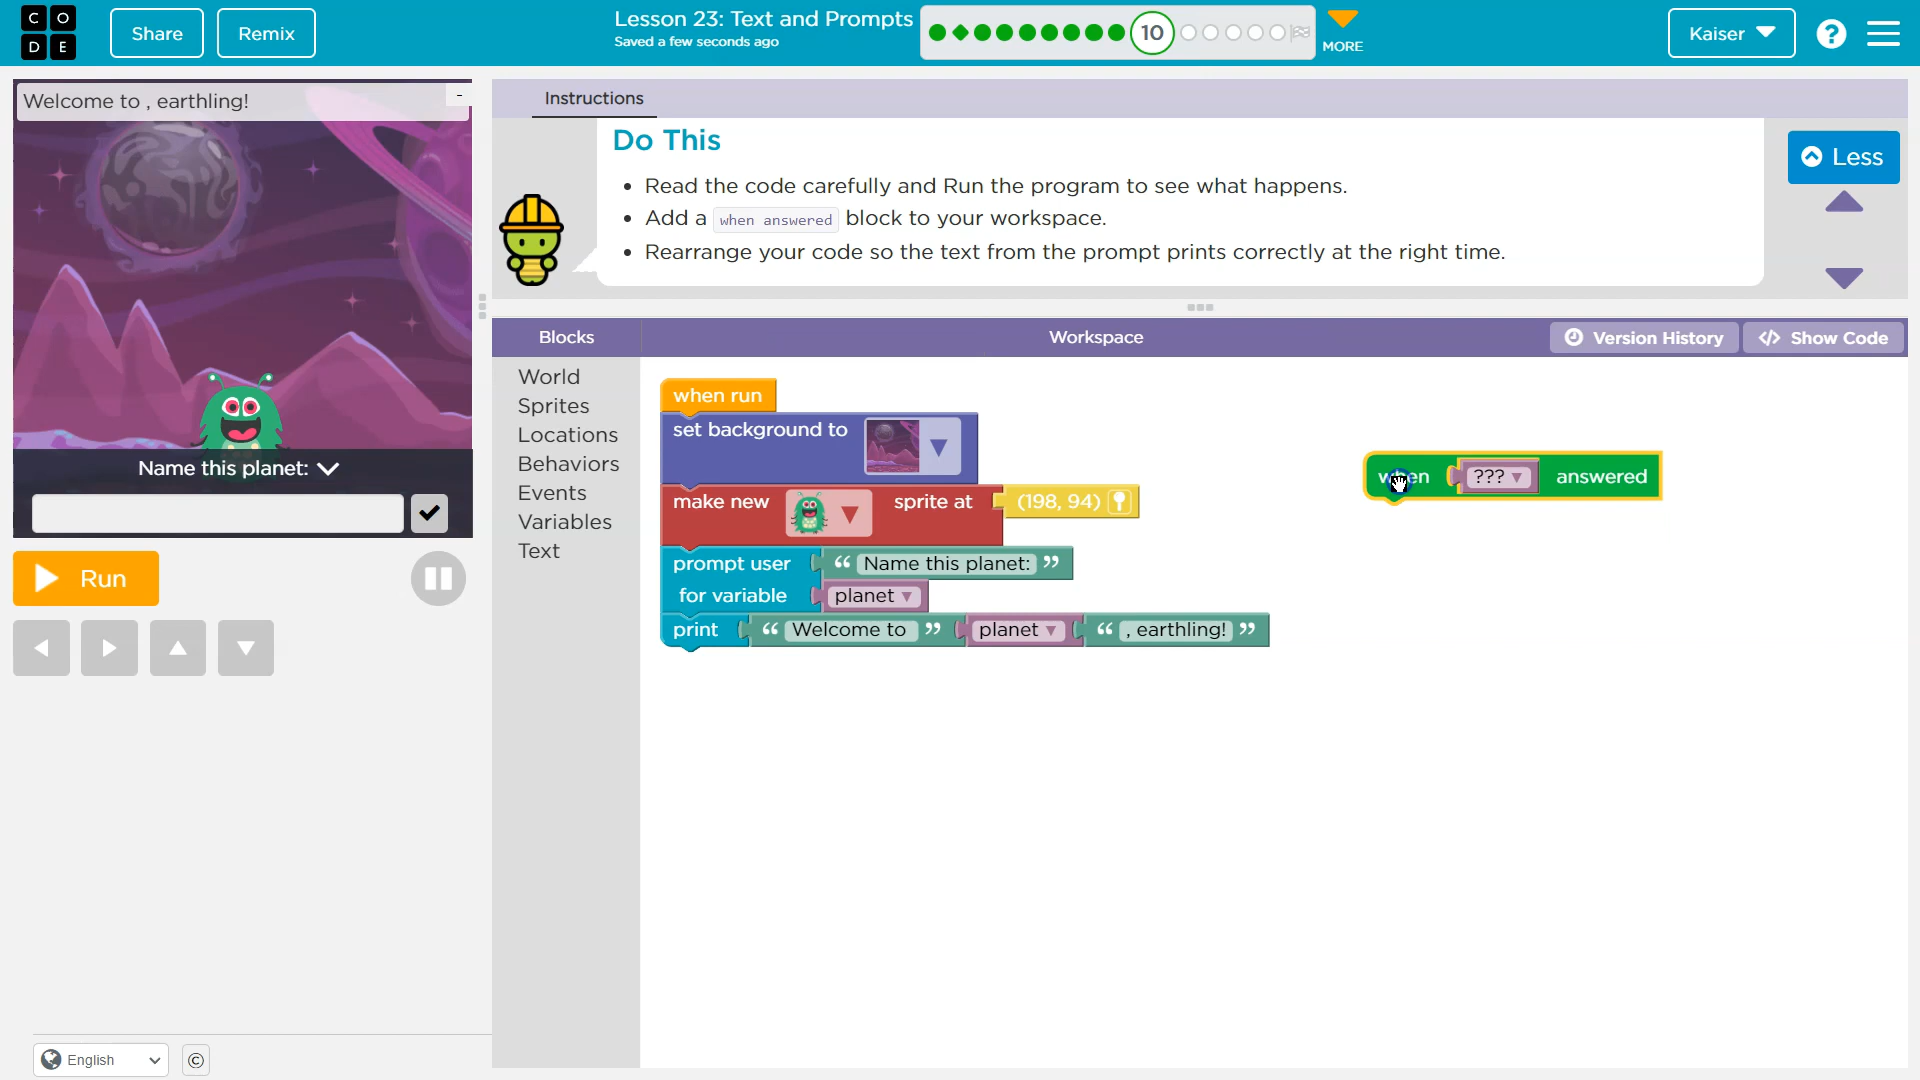 C O
D E
Share
Remix
Lesson 23: Text and Prompts
Saved a few seconds ago
10
MORE
Kaiser
?
Welcome to , earthling!
-
Instructions
Do This
Read the code carefully and Run the program to see what happens.
Add a when answered block to your workspace.
Rearrange your code so the text from the prompt prints correctly at the right time.
Less
Blocks
Workspace
Version History
</> Show Code
World
Sprites
Locations
Behaviors
Events
Variables
Text
when run
set background to
make new sprite at (198, 94)
prompt user “ Name this planet: ”
for variable planet
print “ Welcome to ” planet “ , earthling! ”
when ??? answered
Name this planet:
Run
English
©